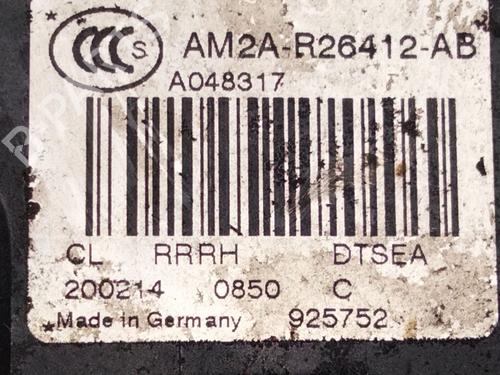 CCC S AM2A-R26412-AB
A048317
CL RRRH DTSEA
200214 0850 C
*Made in Germany 925752